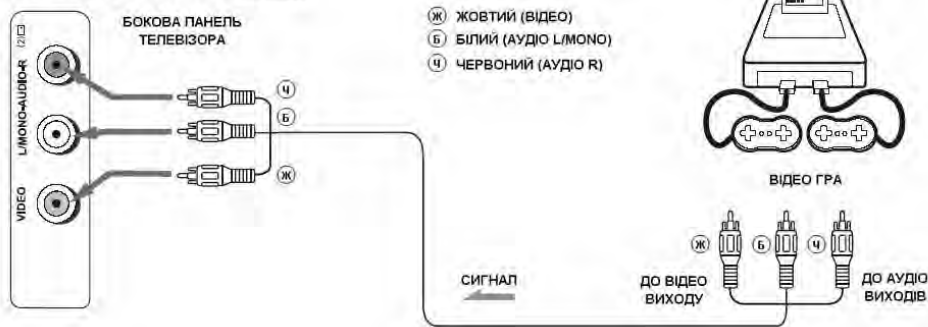 БОКОВА ПАНЕЛЬ
ТЕЛЕВІЗОРА
L/MONO-AUDIO-R
VIDEO
Ч
Б
Ж
Ж ЖОВТИЙ (ВІДЕО)
Б БІЛИЙ (АУДІО L/MONO)
Ч ЧЕРВОНИЙ (АУДІО R)
ВІДЕО ГРА
Ж
Б
Ч
СИГНАЛ
ДО ВІДЕО
ВИХОДУ
ДО АУДІО
ВИХОДІВ